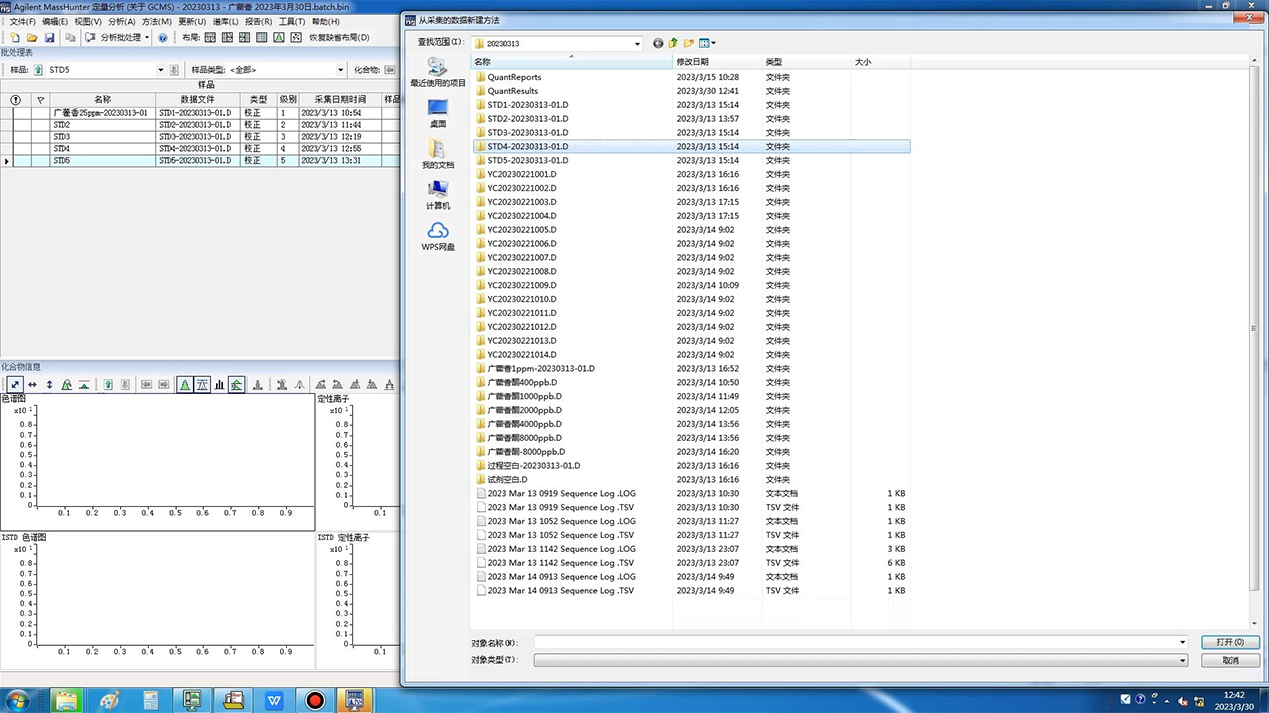 Agilent MassHunter 定量分析 (关于 GCMS) - 20230313 - 广藿香 2023年3月30日.batch.bin
文件(F) 编辑(E) 视图(V) 分析(A) 方法(M) 更新(U) 谱库(L) 报告(R) 工具(T) 帮助(H)
分析批处理 布局: 恢复缺省布局(D)
批处理表
样品: STD5 样品类型: <全部> 化合物:
样品
名称 数据文件 类型 级别 采集日期时间 样品
广藿香25ppm-20230313-01 STD1-20230313-01.D 校正 1 2023/3/13 10:54
STD2 STD2-20230313-01.D 校正 2 2023/3/13 11:44
STD3 STD3-20230313-01.D 校正 3 2023/3/13 12:19
STD4 STD4-20230313-01.D 校正 4 2023/3/13 12:55
STD5 STD5-20230313-01.D 校正 5 2023/3/13 13:31
化合物信息
色谱图
x10 1
0.8
0.7
0.6
0.5
0.4
0.3
0.2
0.1
0
0.1 0.2 0.3 0.4 0.5 0.6 0.7 0.8 0.9
定性离子
x10 1
0.8
0.7
0.6
0.5
0.4
0.3
0.2
0.1
0
0.1
ISTD 色谱图
x10 1
0.8
0.7
0.6
0.5
0.4
0.3
0.2
0.1
0
0.1 0.2 0.3 0.4 0.5 0.6 0.7 0.8 0.9
ISTD 定性离子
x10 1
0.8
0.7
0.6
0.5
0.4
0.3
0.2
0.1
0
0.1
从采集的数据新建方法
查找范围(I): 20230313
最近使用的项目
桌面
我的文档
计算机
WPS网盘
名称 修改日期 类型 大小
QuantReports 2023/3/15 10:28 文件夹
QuantResults 2023/3/30 12:41 文件夹
STD1-20230313-01.D 2023/3/13 15:14 文件夹
STD2-20230313-01.D 2023/3/13 13:57 文件夹
STD3-20230313-01.D 2023/3/13 15:14 文件夹
STD4-20230313-01.D 2023/3/13 15:14 文件夹
STD5-20230313-01.D 2023/3/13 15:14 文件夹
YC20230221001.D 2023/3/13 16:16 文件夹
YC20230221002.D 2023/3/13 16:16 文件夹
YC20230221003.D 2023/3/13 17:15 文件夹
YC20230221004.D 2023/3/13 17:15 文件夹
YC20230221005.D 2023/3/14 9:02 文件夹
YC20230221006.D 2023/3/14 9:02 文件夹
YC20230221007.D 2023/3/14 9:02 文件夹
YC20230221008.D 2023/3/14 9:02 文件夹
YC20230221009.D 2023/3/14 10:09 文件夹
YC20230221010.D 2023/3/14 9:02 文件夹
YC20230221011.D 2023/3/14 9:02 文件夹
YC20230221012.D 2023/3/14 9:02 文件夹
YC20230221013.D 2023/3/14 9:02 文件夹
YC20230221014.D 2023/3/14 9:02 文件夹
广藿香1ppm-20230313-01.D 2023/3/13 16:52 文件夹
广藿香酮400ppb.D 2023/3/14 10:50 文件夹
广藿香酮1000ppb.D 2023/3/14 11:49 文件夹
广藿香酮2000ppb.D 2023/3/14 12:05 文件夹
广藿香酮4000ppb.D 2023/3/14 13:56 文件夹
广藿香酮8000ppb.D 2023/3/14 13:56 文件夹
广藿香酮-8000ppb.D 2023/3/14 16:20 文件夹
过程空白-20230313-01.D 2023/3/13 16:16 文件夹
试剂空白.D 2023/3/13 16:16 文件夹
2023 Mar 13 0919 Sequence Log .LOG 2023/3/13 10:30 文本文档 1 KB
2023 Mar 13 0919 Sequence Log .TSV 2023/3/13 10:30 TSV 文件 1 KB
2023 Mar 13 1052 Sequence Log .LOG 2023/3/13 11:27 文本文档 1 KB
2023 Mar 13 1052 Sequence Log .TSV 2023/3/13 11:27 TSV 文件 1 KB
2023 Mar 13 1142 Sequence Log .LOG 2023/3/13 23:07 文本文档 3 KB
2023 Mar 13 1142 Sequence Log .TSV 2023/3/13 23:07 TSV 文件 6 KB
2023 Mar 14 0913 Sequence Log .LOG 2023/3/14 9:49 文本文档 1 KB
2023 Mar 14 0913 Sequence Log .TSV 2023/3/14 9:49 TSV 文件 1 KB
对象名称(N): 打开(O)
对象类型(T): 取消
12:42
2023/3/30